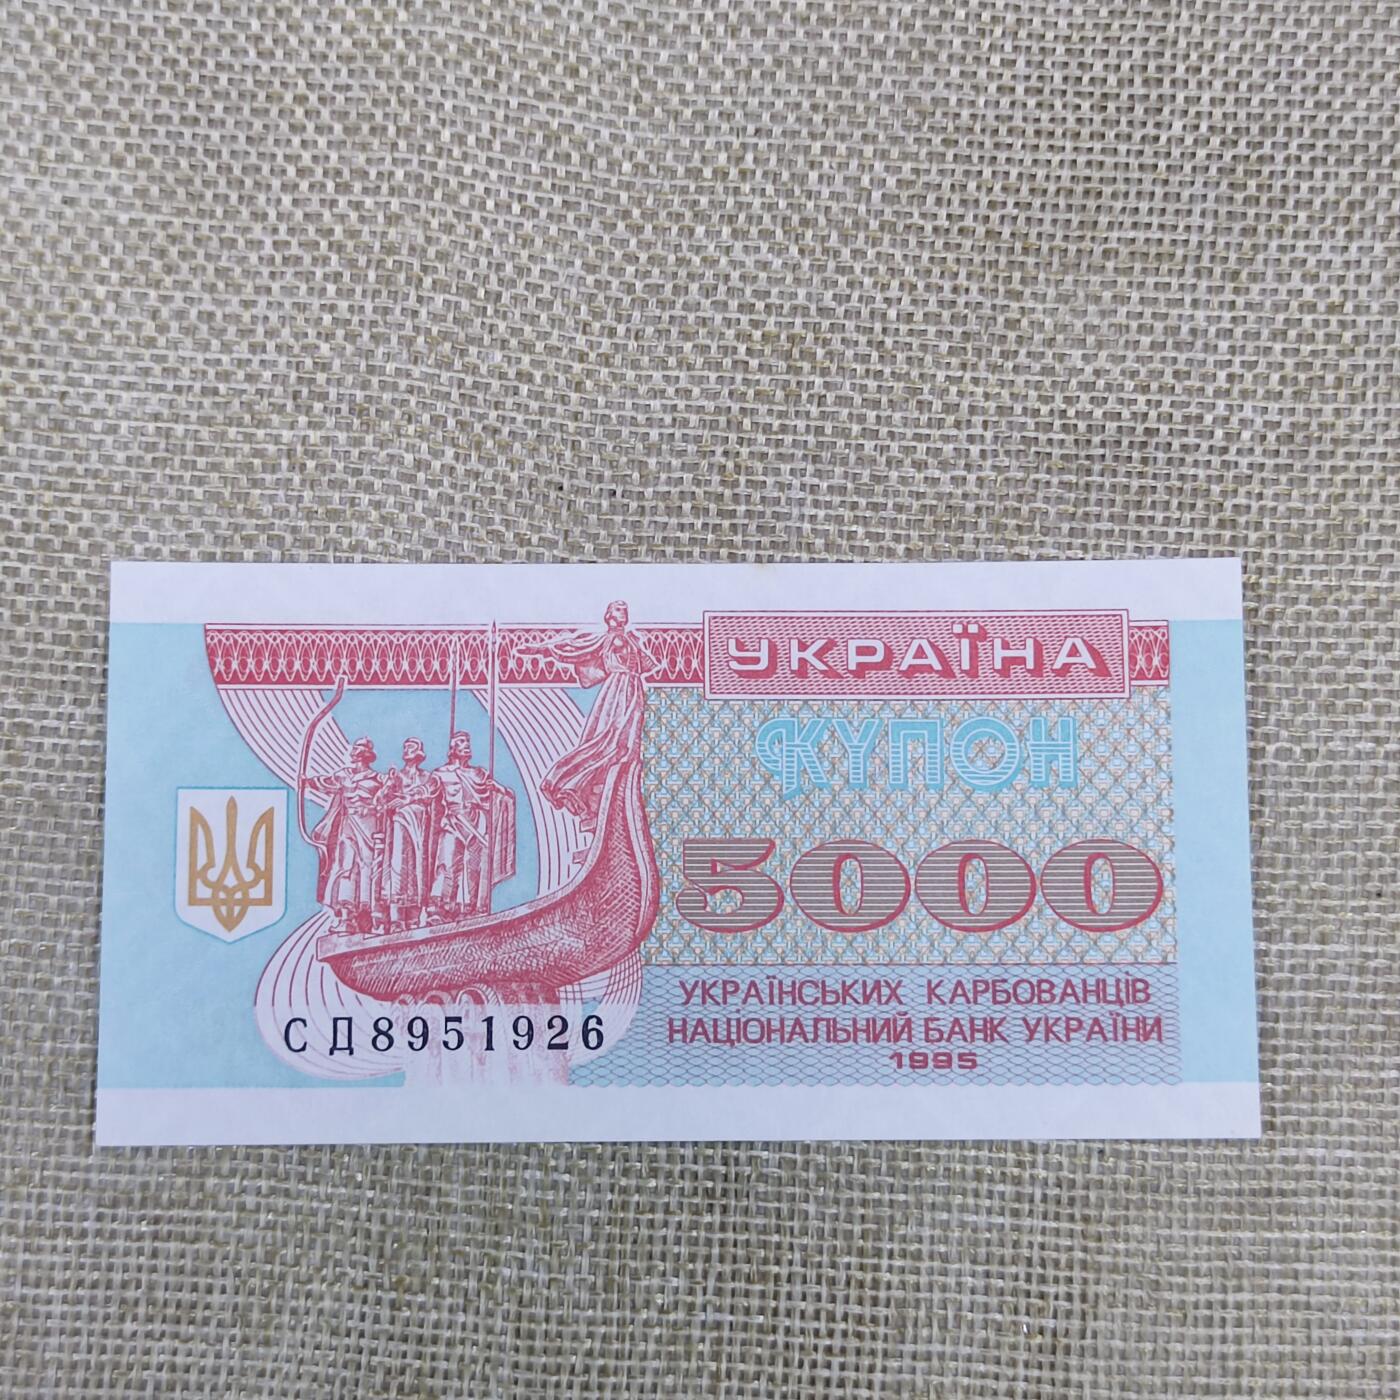 УКРАЇНА
КУПОН
5000
УКРАЇНСЬКИХ КАРБОВАНЦІВ
НАЦІОНАЛЬНИЙ БАНК УКРАЇНИ
1995
СД8951926